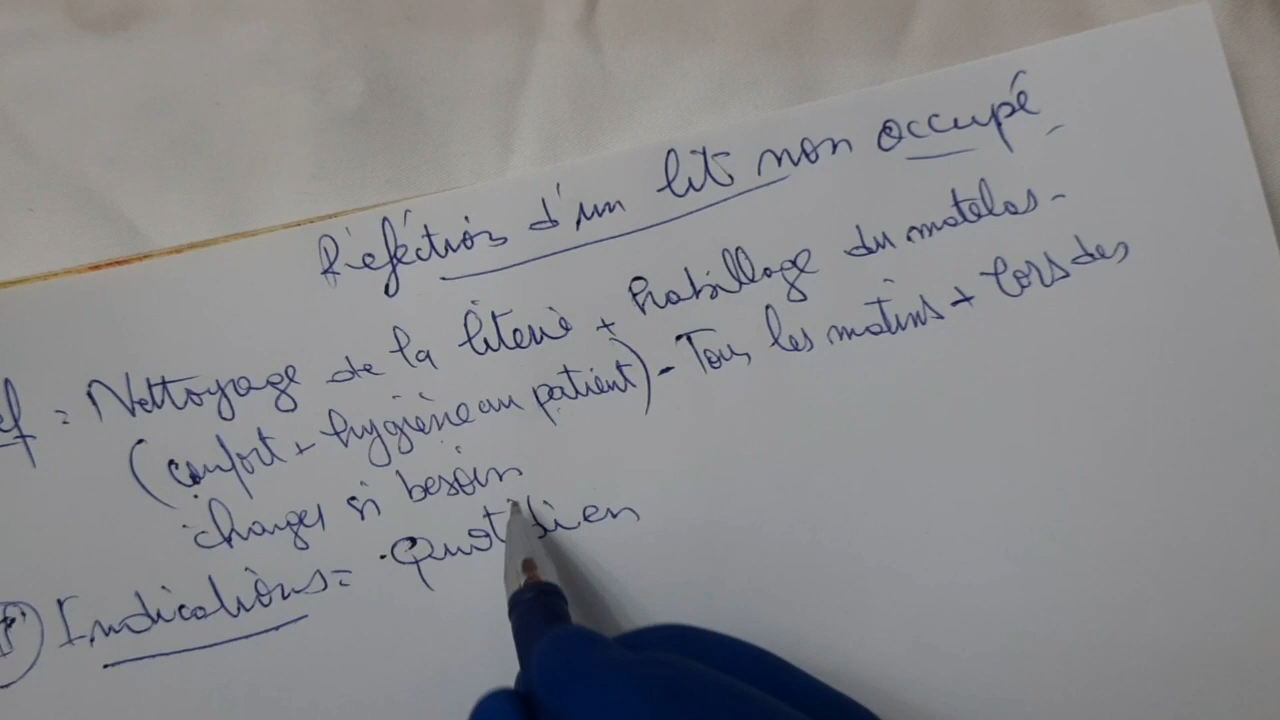 Réfection d'un lit non occupé
ef = Nettoyage de la literie + habillage du matelas -
(confort + hygiène au patient) - Tous les matins + lors des
changes si besoin
Indications = Quotidien